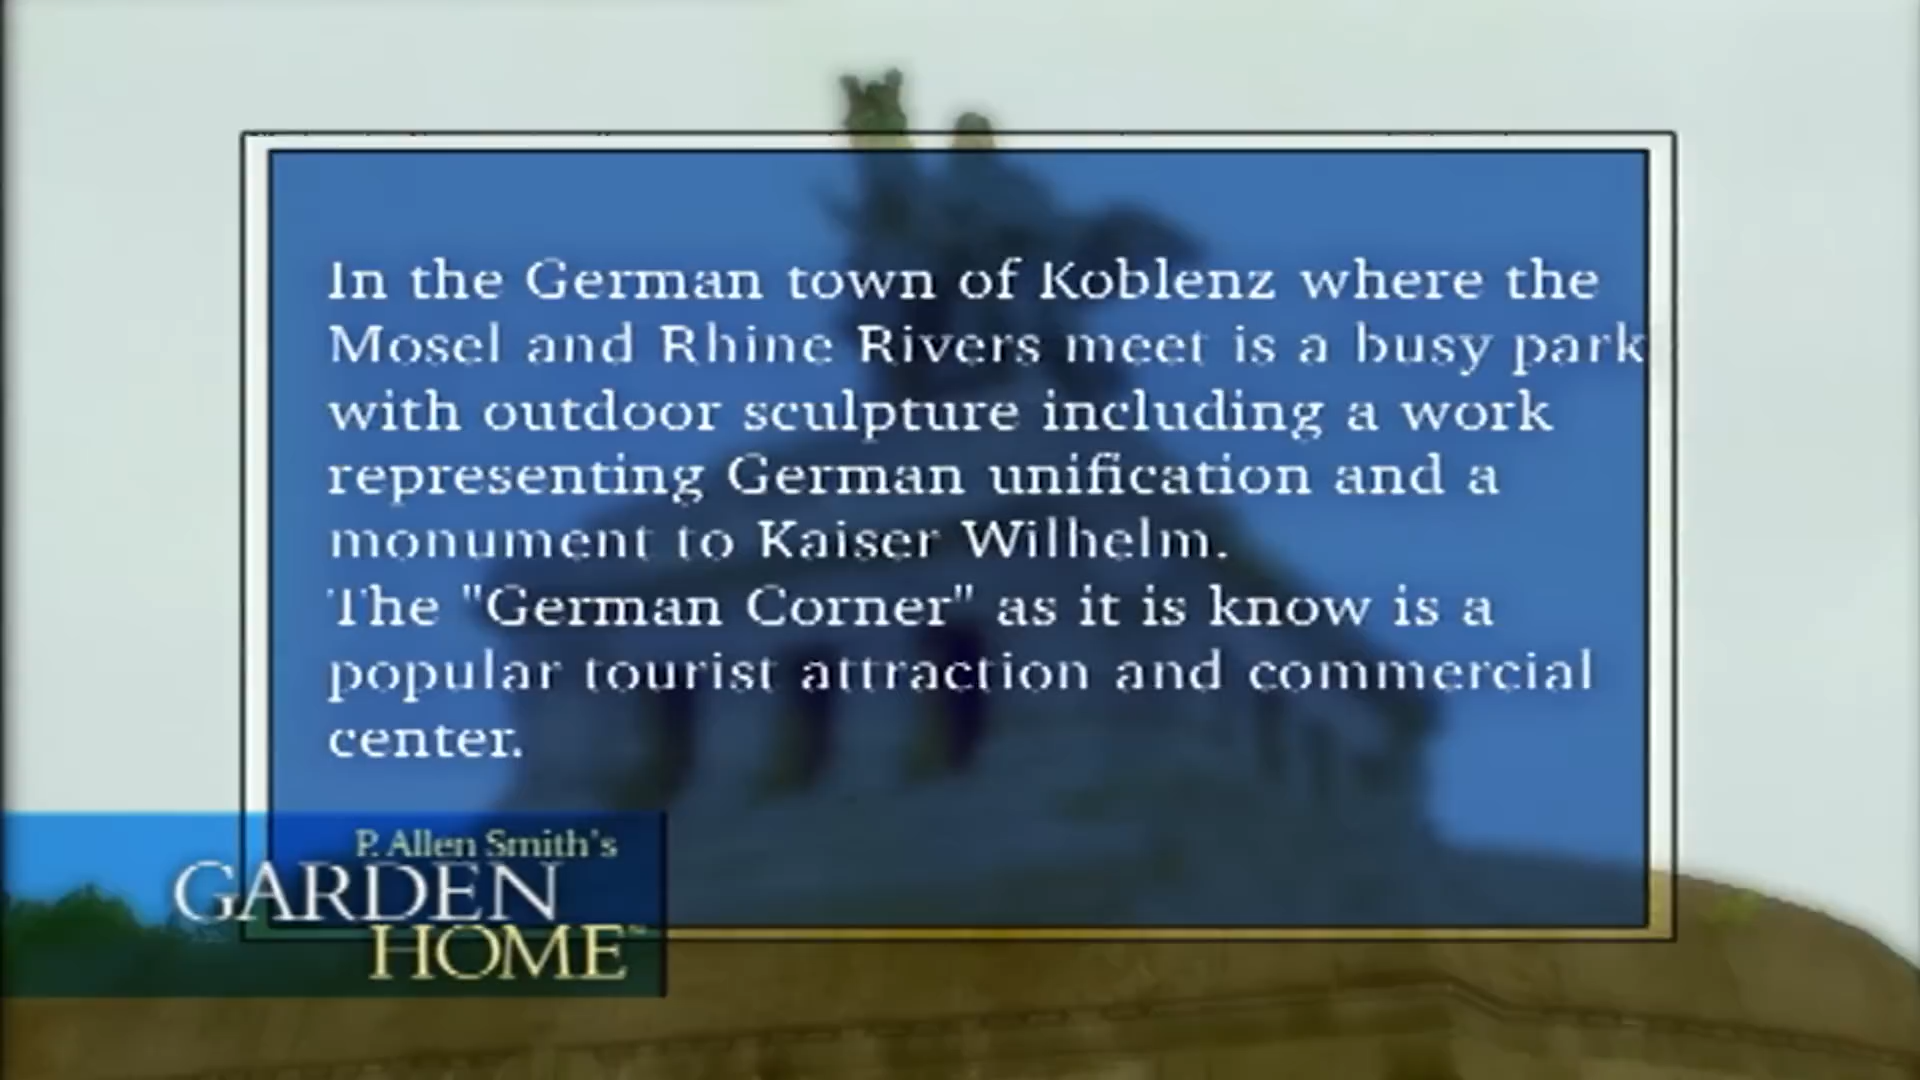 In the German town of Koblenz where the
Mosel and Rhine Rivers meet is a busy park
with outdoor sculpture including a work
representing German unification and a
monument to Kaiser Wilhelm.
The "German Corner" as it is know is a
popular tourist attraction and commercial
center.
P. Allen Smith's
GARDEN
HOME™